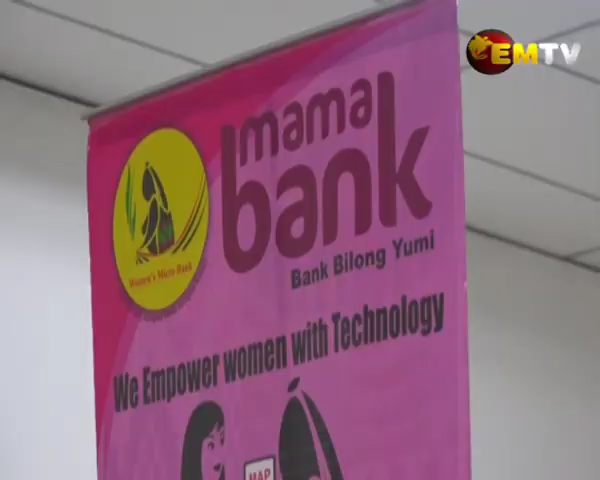 EMTV
mama
bank
Bank Bilong Yumi
Women's Micro Bank
We Empower women with Technology
MAP